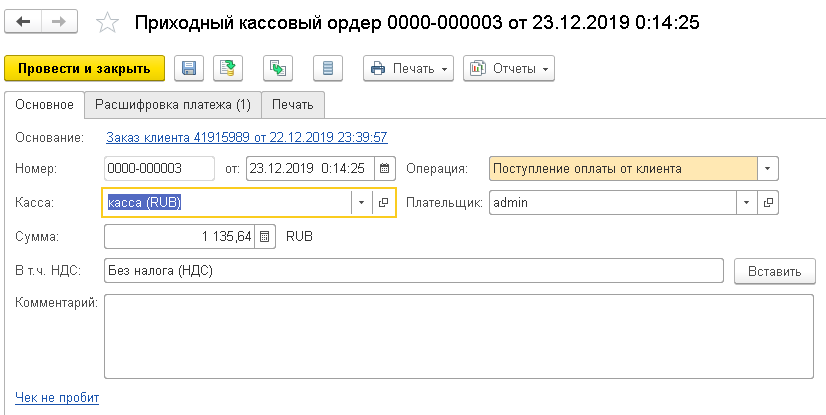 Приходный кассовый ордер 0000-000003 от 23.12.2019 0:14:25
Провести и закрыть Печать Отчеты
Основное Расшифровка платежа (1) Печать
Основание: Заказ клиента 41915989 от 22.12.2019 23:39:57
Номер: 0000-000003 от: 23.12.2019 0:14:25 Операция: Поступление оплаты от клиента
Касса: касса (RUB) Плательщик: admin
Сумма: 1 135,64 RUB
В т.ч. НДС: Без налога (НДС) Вставить
Комментарий:
Чек не пробит